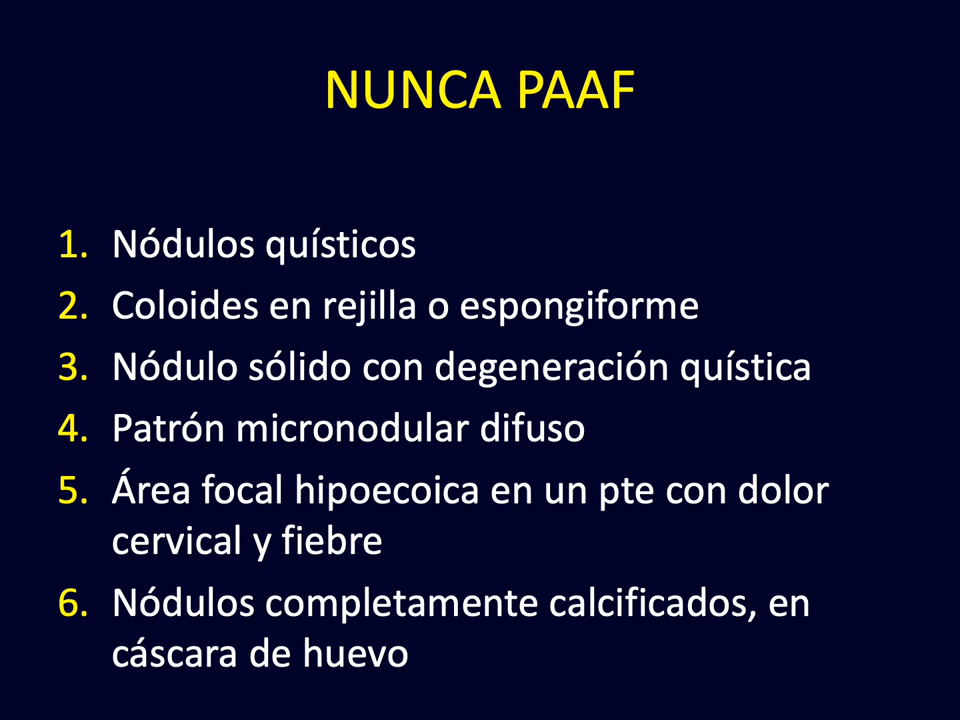 NUNCA PAAF
1. Nódulos quísticos
2. Coloides en rejilla o espongiforme
3. Nódulo sólido con degeneración quística
4. Patrón micronodular difuso
5. Área focal hipoecoica en un pte con dolor
cervical y fiebre
6. Nódulos completamente calcificados, en
cáscara de huevo